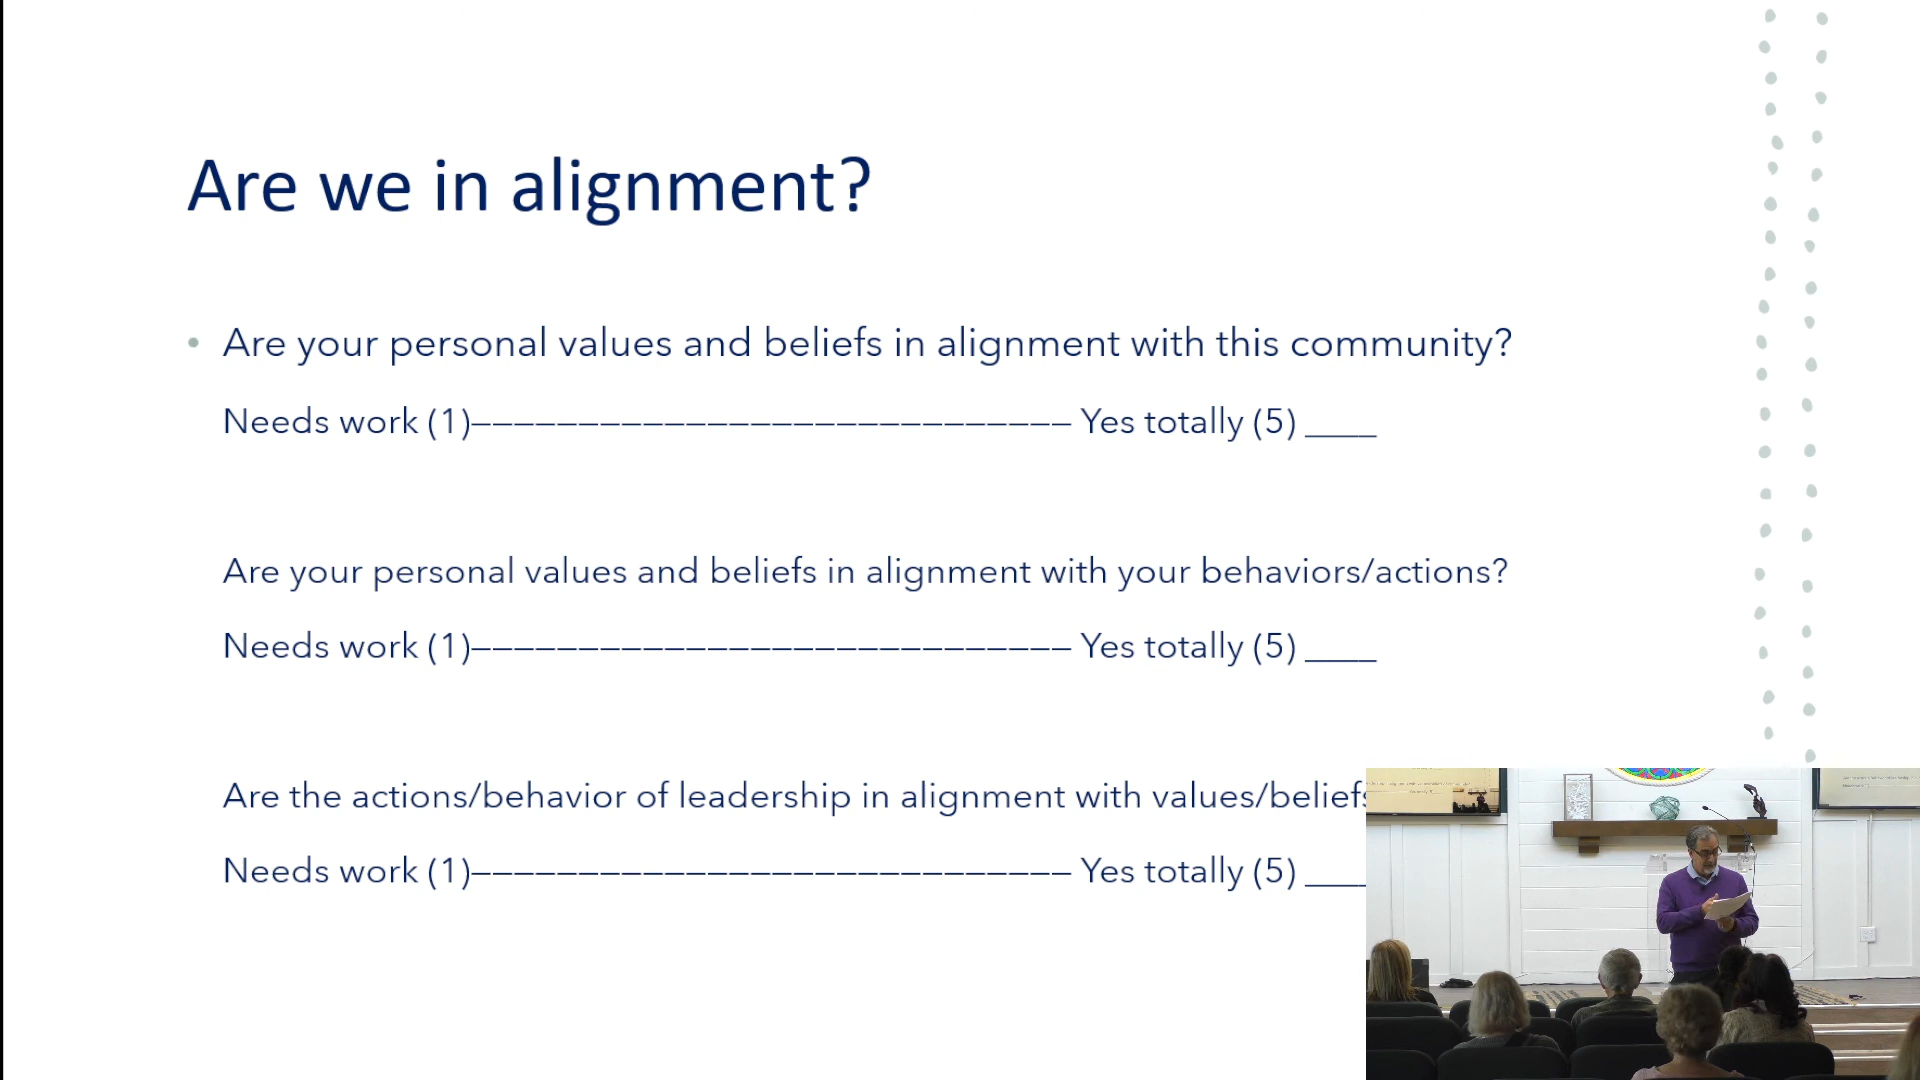 Are we in alignment?
• Are your personal values and beliefs in alignment with this community?
Needs work (1)---------------------------- Yes totally (5) ____
Are your personal values and beliefs in alignment with your behaviors/actions?
Needs work (1)---------------------------- Yes totally (5) ____
Are the actions/behavior of leadership in alignment with values/beliefs
Needs work (1)---------------------------- Yes totally (5) ____